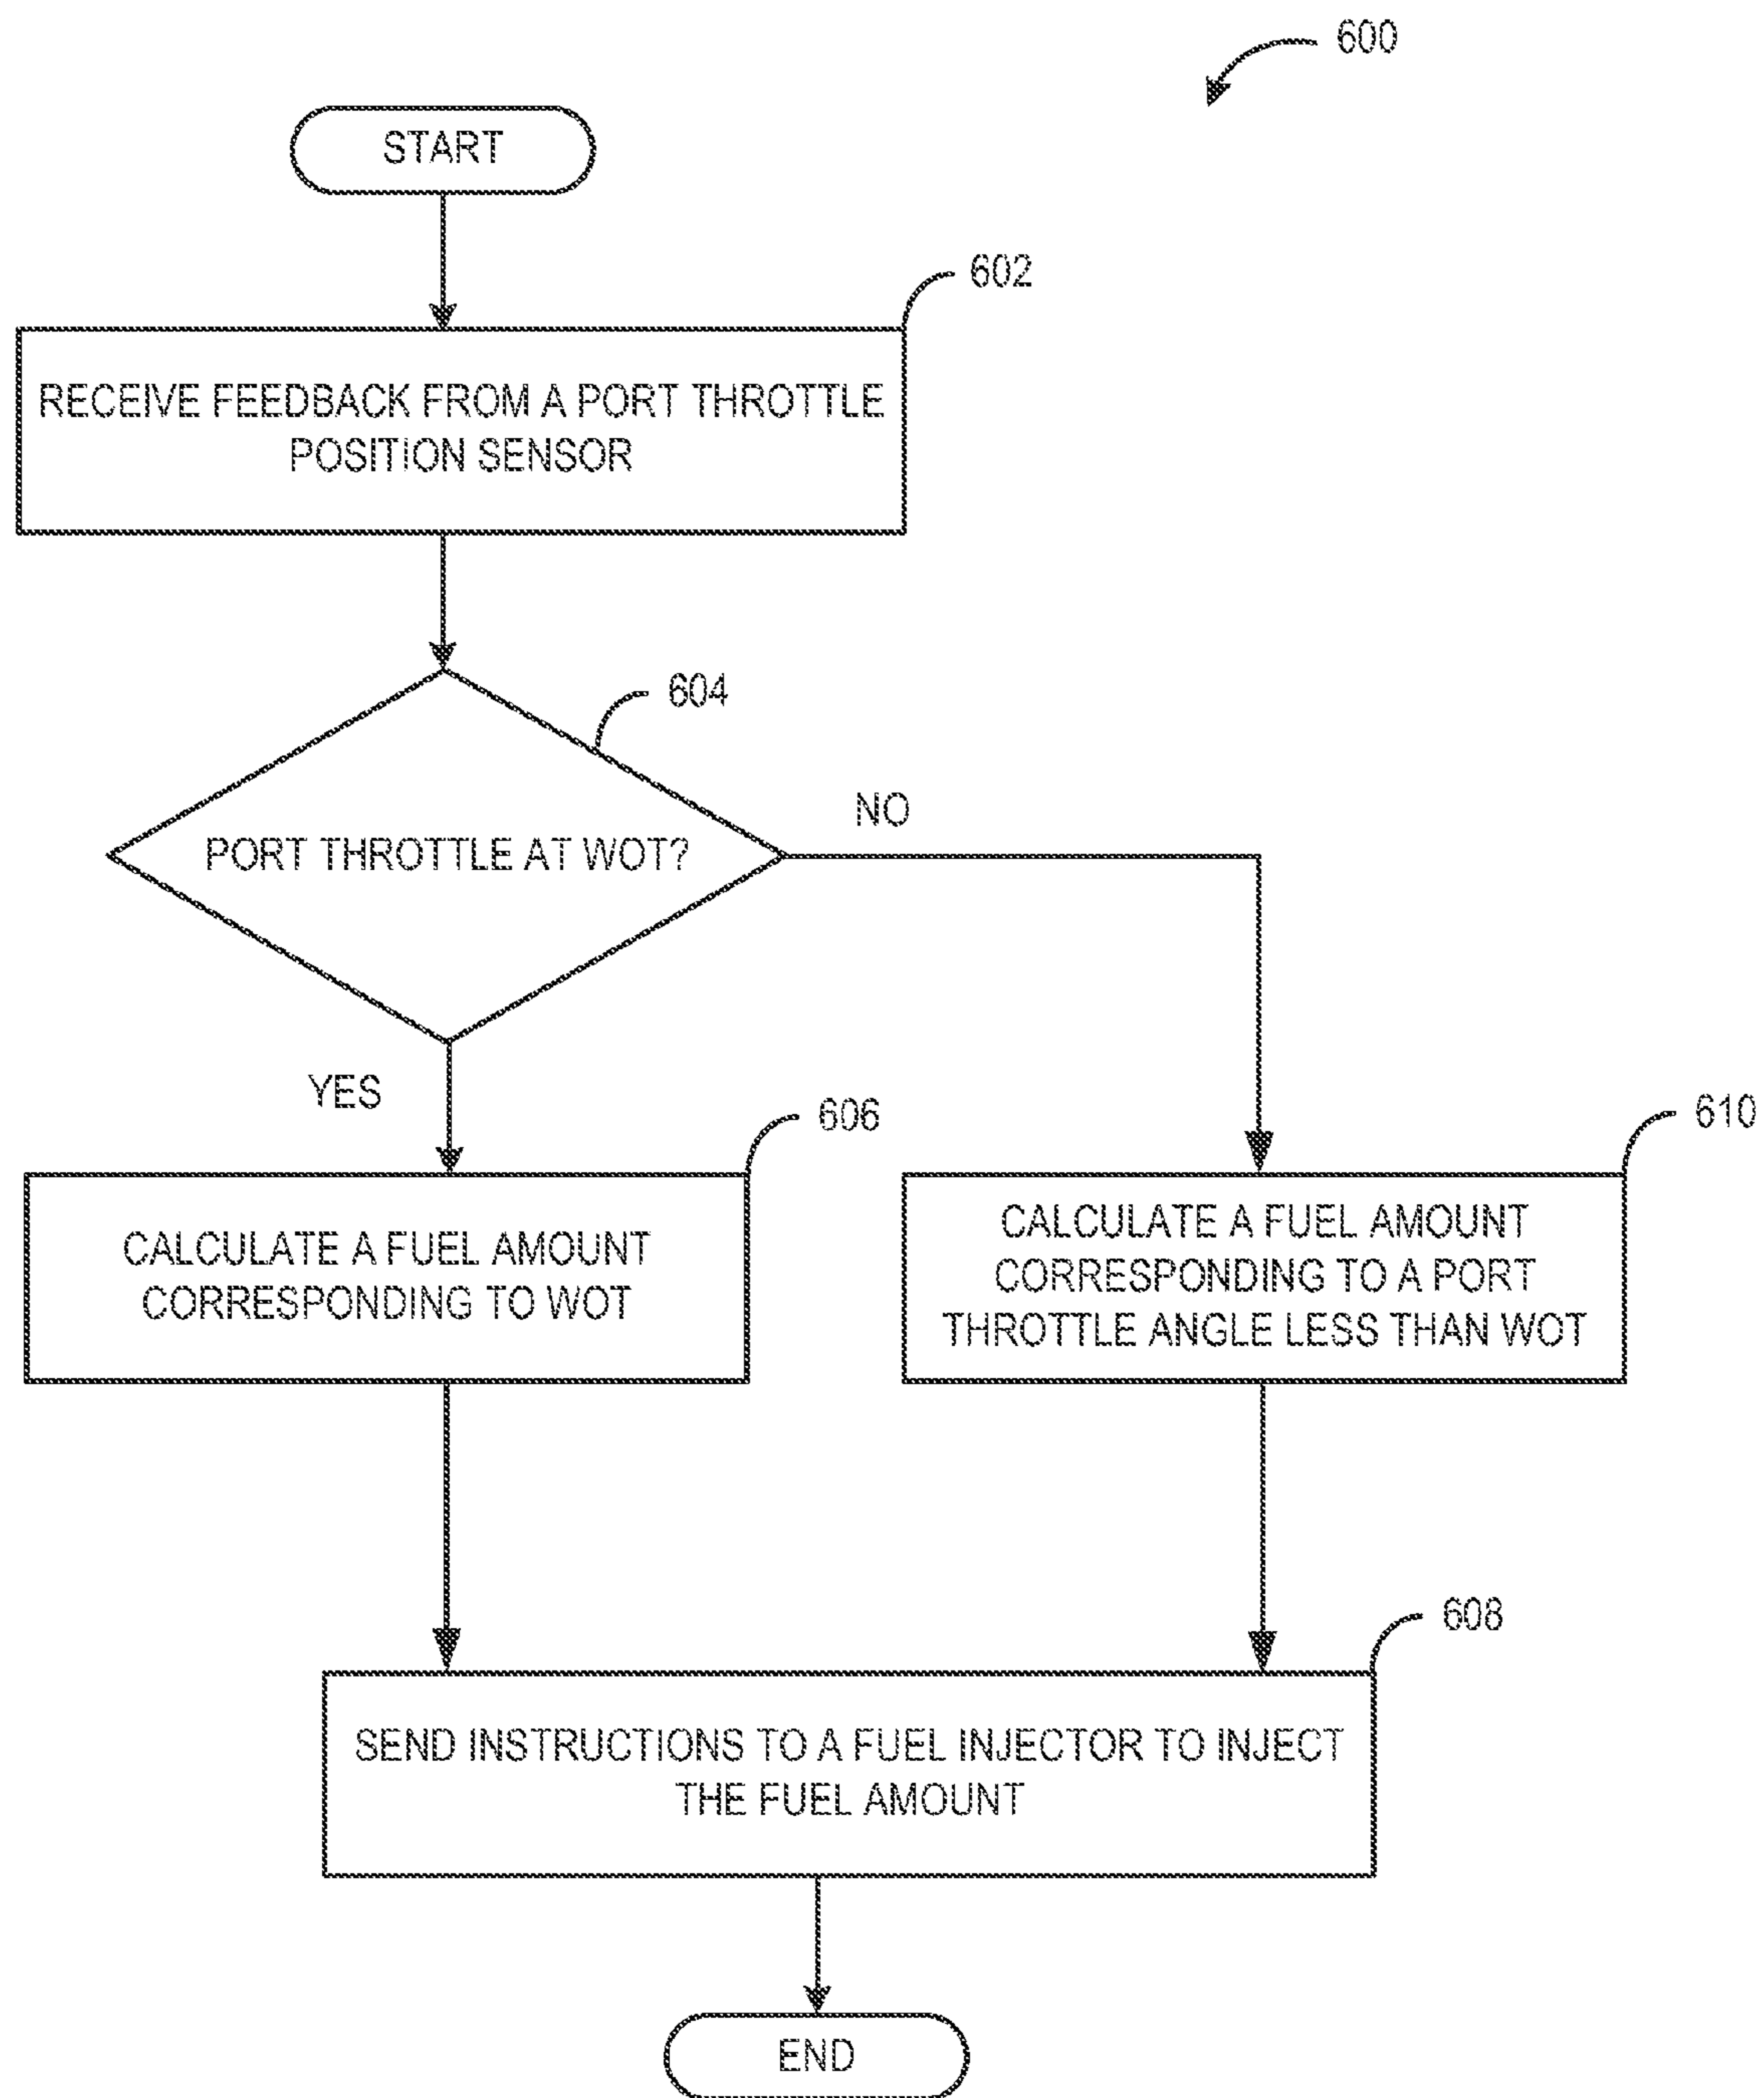 600
START
602
RECEIVE FEEDBACK FROM A PORT THROTTLE
POSITION SENSOR
604
PORT THROTTLE AT WOT?
NO
YES
606
CALCULATE A FUEL AMOUNT
CORRESPONDING TO WOT
610
CALCULATE A FUEL AMOUNT
CORRESPONDING TO A PORT
THROTTLE ANGLE LESS THAN WOT
608
SEND INSTRUCTIONS TO A FUEL INJECTOR TO INJECT
THE FUEL AMOUNT
END